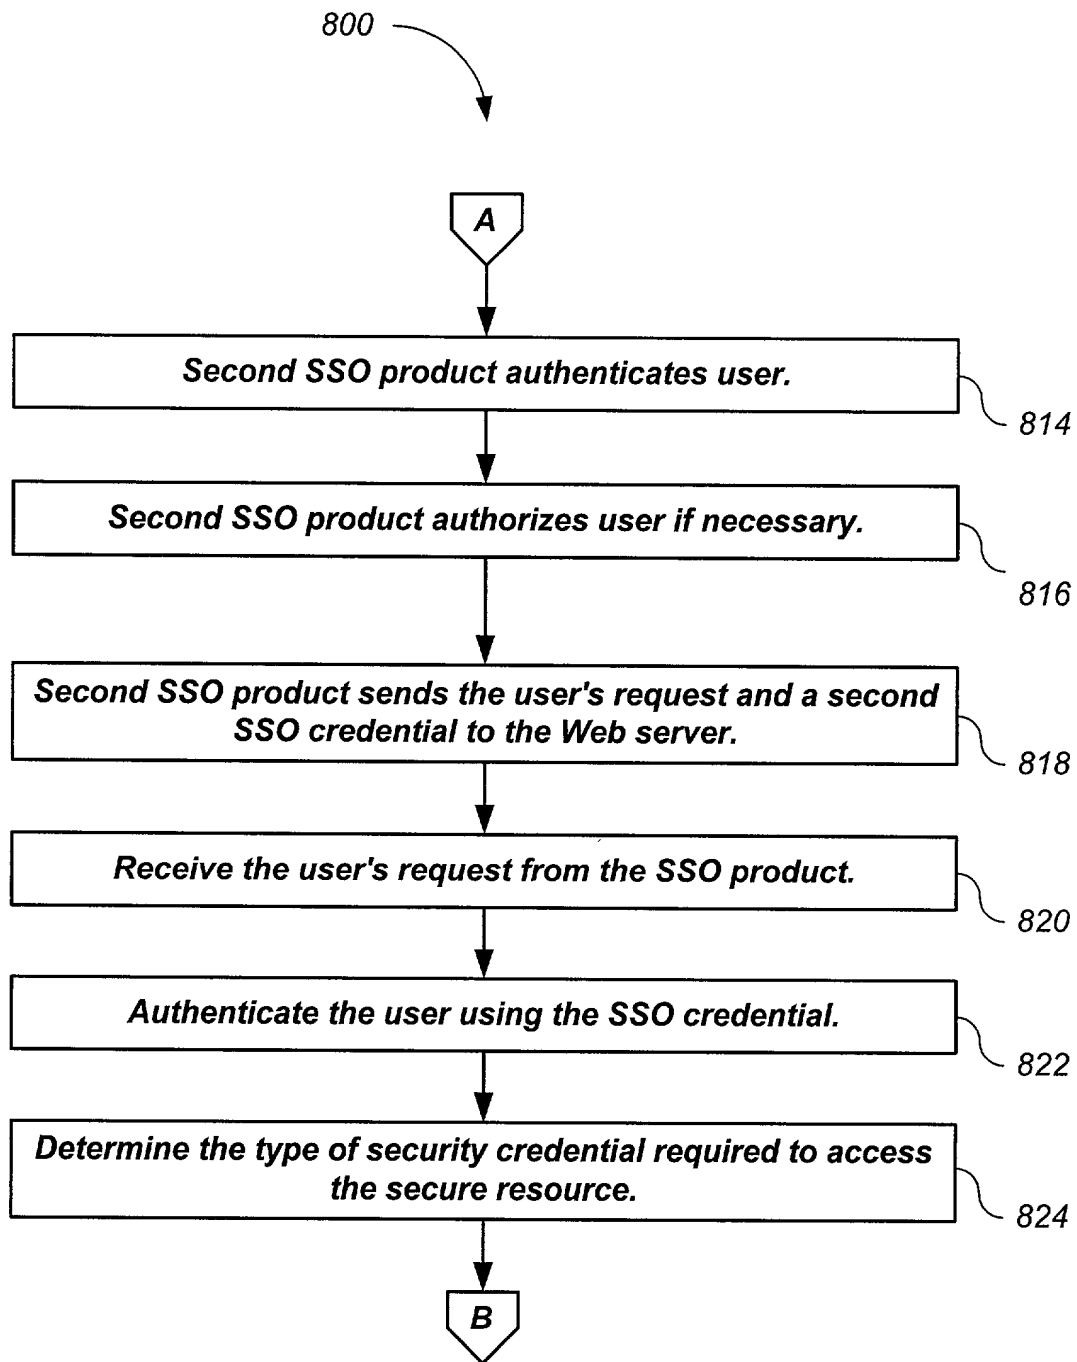 800
A
Second SSO product authenticates user.
814
Second SSO product authorizes user if necessary.
816
Second SSO product sends the user's request and a second
SSO credential to the Web server.
818
Receive the user's request from the SSO product.
820
Authenticate the user using the SSO credential.
822
Determine the type of security credential required to access
the secure resource.
824
B